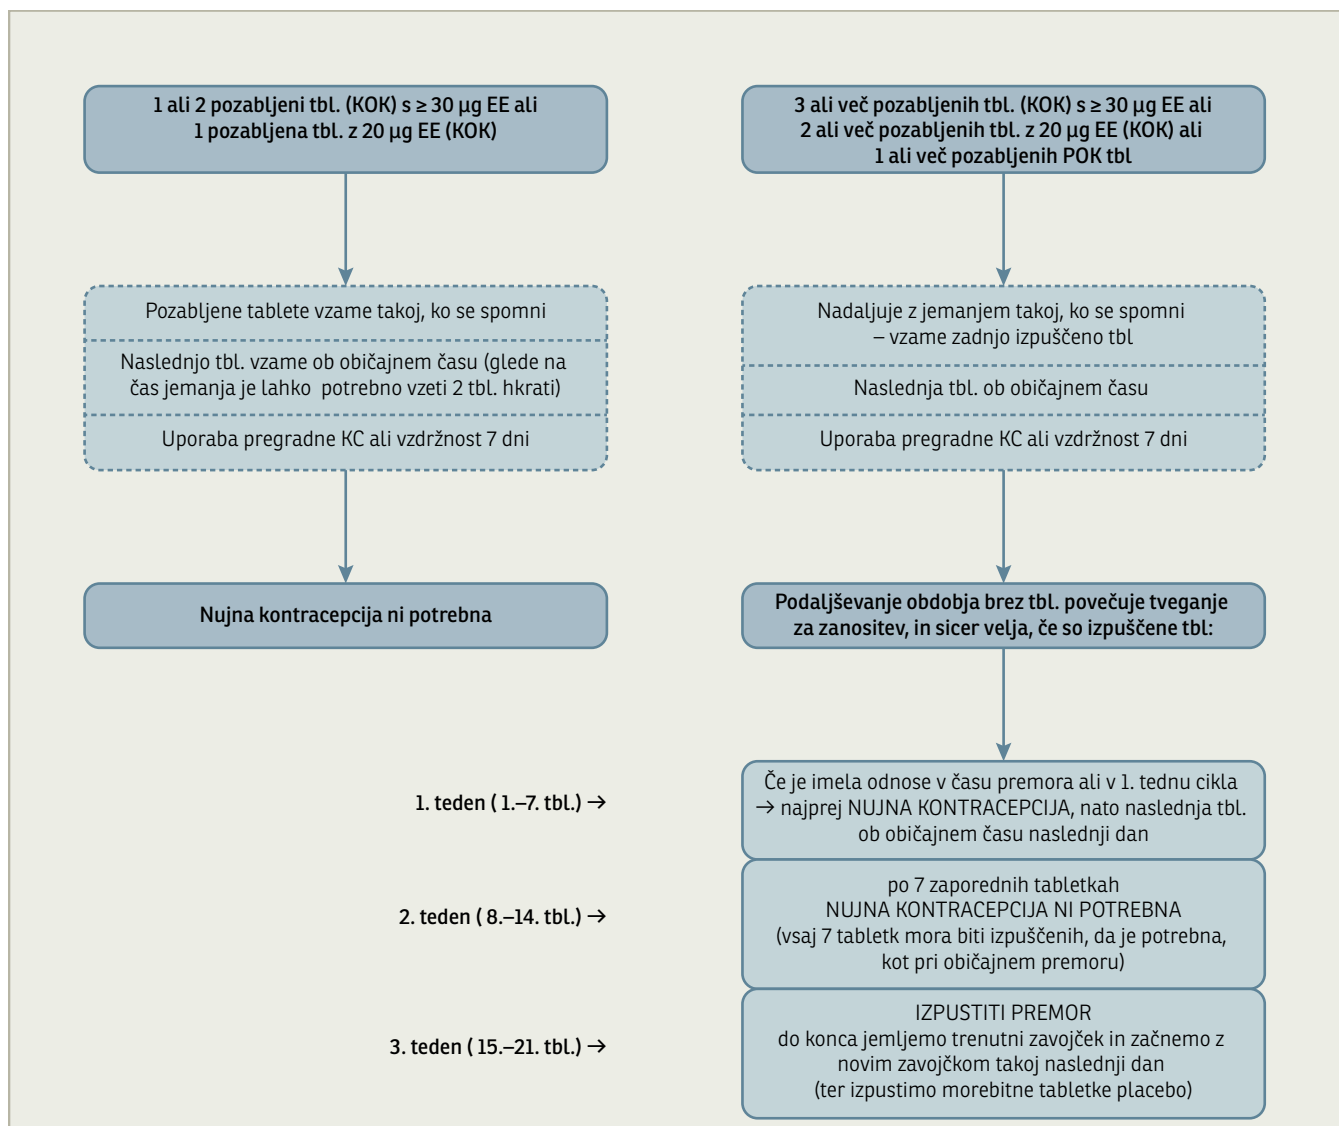 1 ali 2 pozabljeni tbl. (KOK) s ≥ 30 µg EE ali
1 pozabljena tbl. z 20 µg EE (KOK)
Pozabljene tablete vzame takoj, ko se spomni
Naslednjo tbl. vzame ob običajnem času (glede na
čas jemanja je lahko potrebno vzeti 2 tbl. hkrati)
Uporaba pregradne KC ali vzdržnost 7 dni
Nujna kontracepcija ni potrebna
3 ali več pozabljenih tbl. (KOK) s ≥ 30 µg EE ali
2 ali več pozabljenih tbl. z 20 µg EE (KOK) ali
1 ali več pozabljenih POK tbl
Nadaljuje z jemanjem takoj, ko se spomni
– vzame zadnjo izpuščeno tbl
Naslednja tbl. ob običajnem času
Uporaba pregradne KC ali vzdržnost 7 dni
Podaljševanje obdobja brez tbl. povečuje tveganje
za zanositev, in sicer velja, če so izpuščene tbl:
1. teden ( 1.–7. tbl.) →
Če je imela odnose v času premora ali v 1. tednu cikla
→ najprej NUJNA KONTRACEPCIJA, nato naslednja tbl.
ob običajnem času naslednji dan
2. teden ( 8.–14. tbl.) →
po 7 zaporednih tabletkah
NUJNA KONTRACEPCIJA NI POTREBNA
(vsaj 7 tabletk mora biti izpuščenih, da je potrebna,
kot pri običajnem premoru)
3. teden ( 15.–21. tbl.) →
IZPUSTITI PREMOR
do konca jemljemo trenutni zavojček in začnemo z
novim zavojčkom takoj naslednji dan
(ter izpustimo morebitne tabletke placebo)